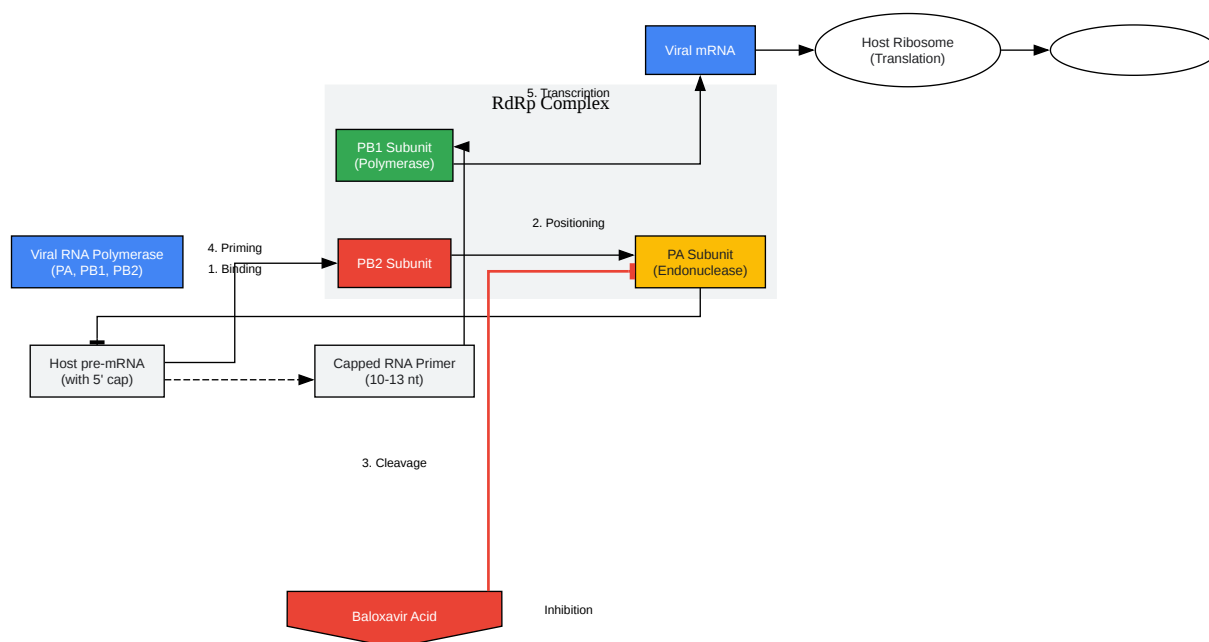 Viral mRNA
Host Ribosome
(Translation)
5. Transcription
RdRp Complex
PB1 Subunit
(Polymerase)
2. Positioning
Viral RNA Polymerase
(PA, PB1, PB2)
4. Priming
1. Binding
PB2 Subunit
PA Subunit
(Endonuclease)
Host pre-mRNA
(with 5' cap)
Capped RNA Primer
(10-13 nt)
3. Cleavage
Baloxavir Acid
Inhibition